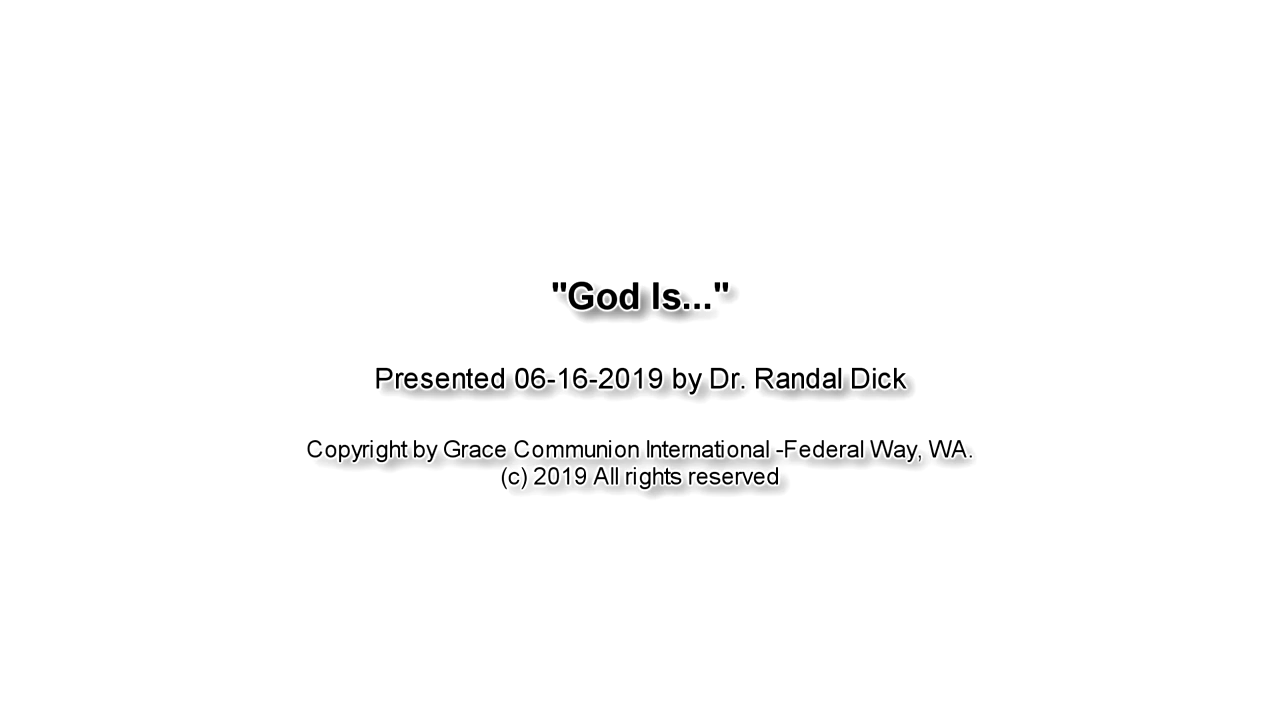 "God Is..."
Presented 06-16-2019 by Dr. Randal Dick
Copyright by Grace Communion International -Federal Way, WA.
(c) 2019 All rights reserved